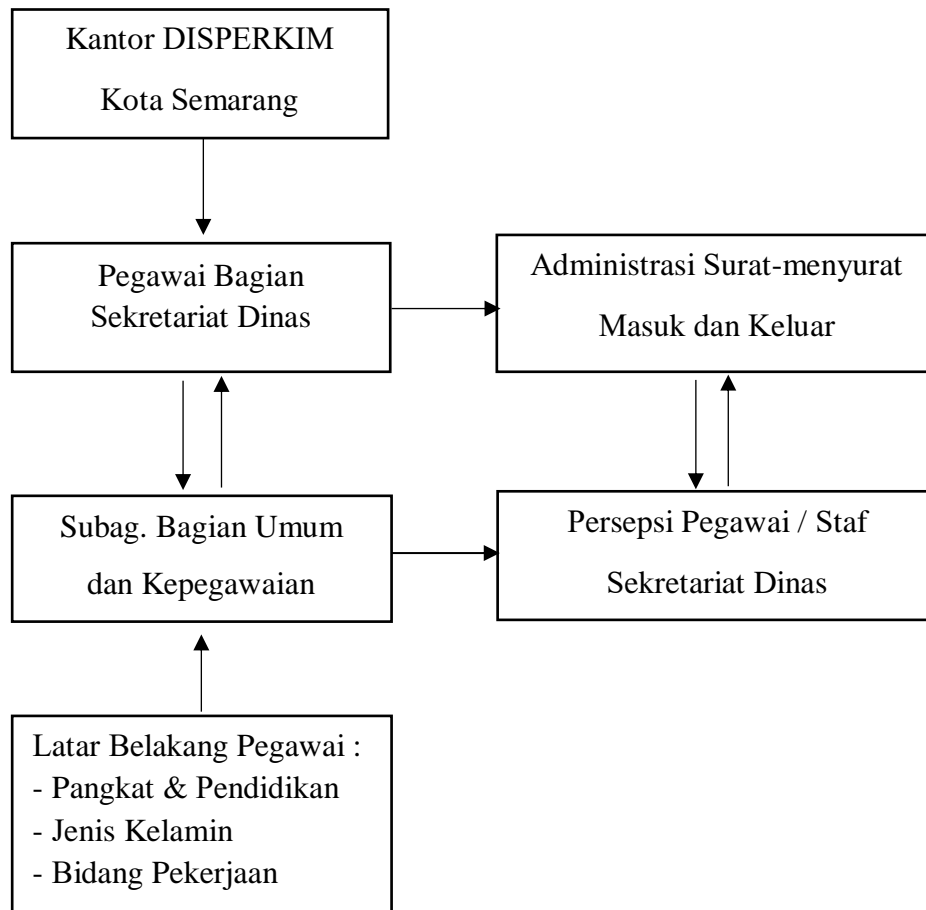 Kantor DISPERKIM
Kota Semarang
Pegawai Bagian
Sekretariat Dinas
Administrasi Surat-menyurat
Masuk dan Keluar
Subag. Bagian Umum
dan Kepegawaian
Persepsi Pegawai / Staf
Sekretariat Dinas
Latar Belakang Pegawai :
- Pangkat & Pendidikan
- Jenis Kelamin
- Bidang Pekerjaan